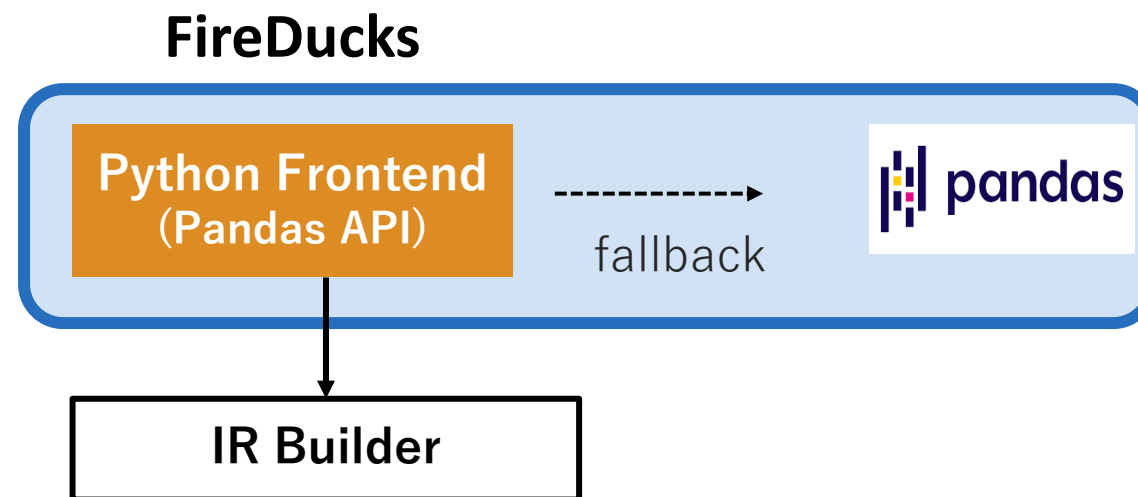 FireDucks
Python Frontend
(Pandas API)
fallback
pandas
IR Builder